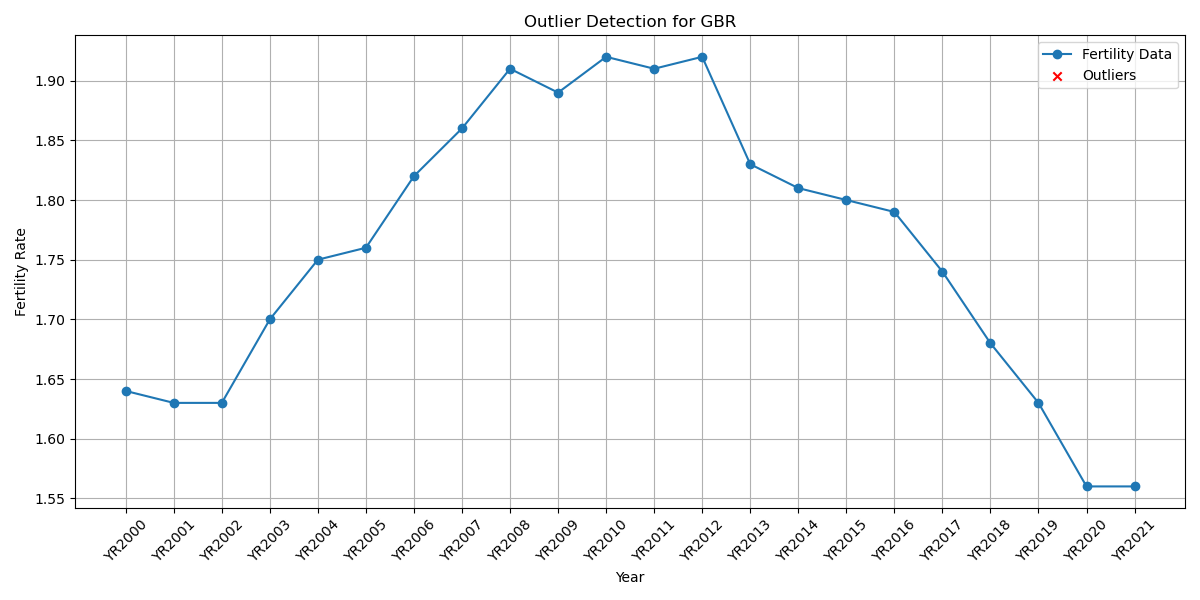 Outlier Detection for GBR
Fertility Data
Outliers
Fertility Rate
1.90
1.85
1.80
1.75
1.70
1.65
1.60
1.55
YR2000
YR2001
YR2002
YR2003
YR2004
YR2005
YR2006
YR2007
YR2008
YR2009
YR2010
YR2011
YR2012
YR2013
YR2014
YR2015
YR2016
YR2017
YR2018
YR2019
YR2020
YR2021
Year